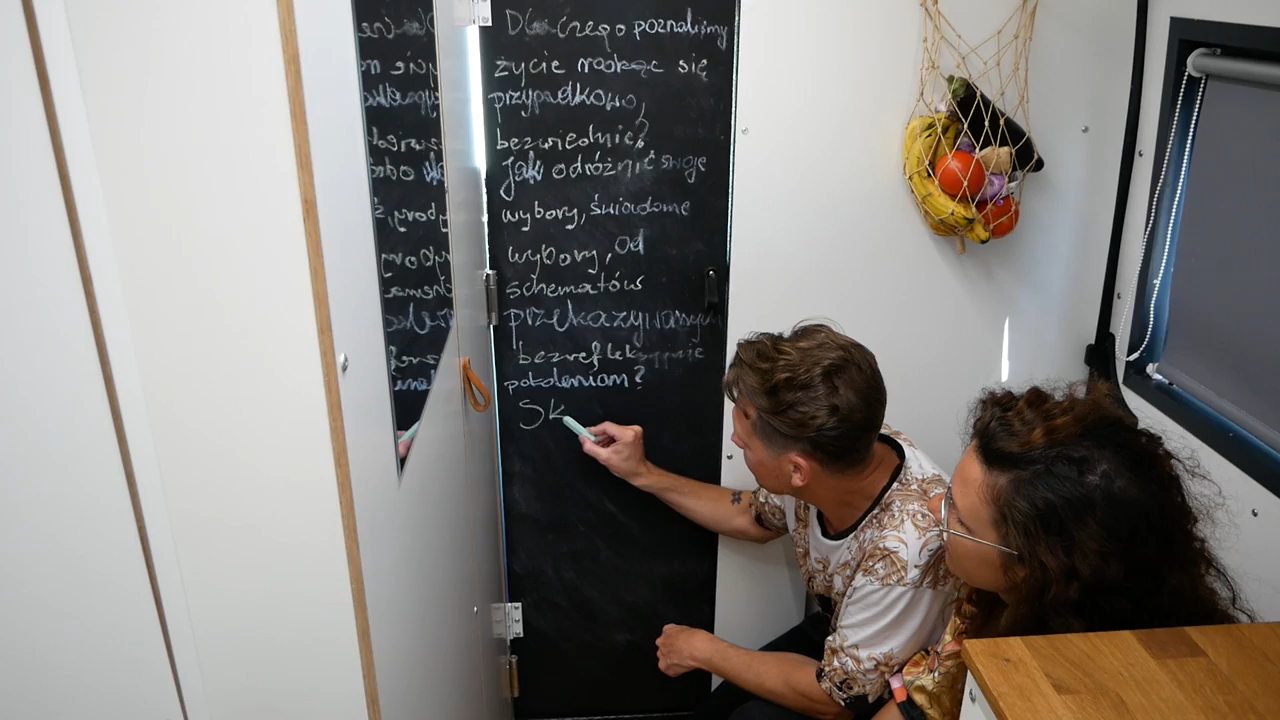 Dlaczego poznaliśmy
życie się
przypadkowo,
bezwiednie?
Jak odróżnić swoje
wybory, świadome
wybory, od
schematów
przekazywanych
bezrefleksyjnie
pokoleniom?
Sk